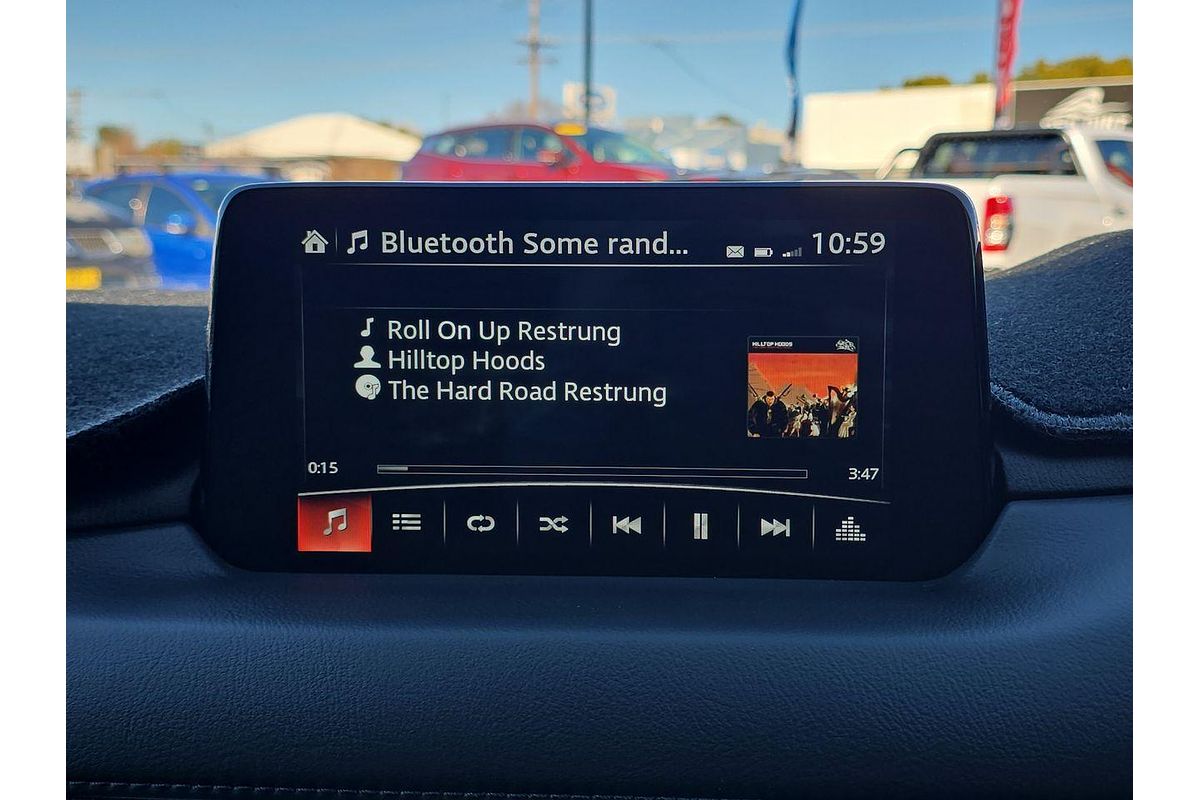 Bluetooth Some rand... 10:59
Roll On Up Restrung
Hilltop Hoods
The Hard Road Restrung
HILLTOP HOODS
0:15 3:47